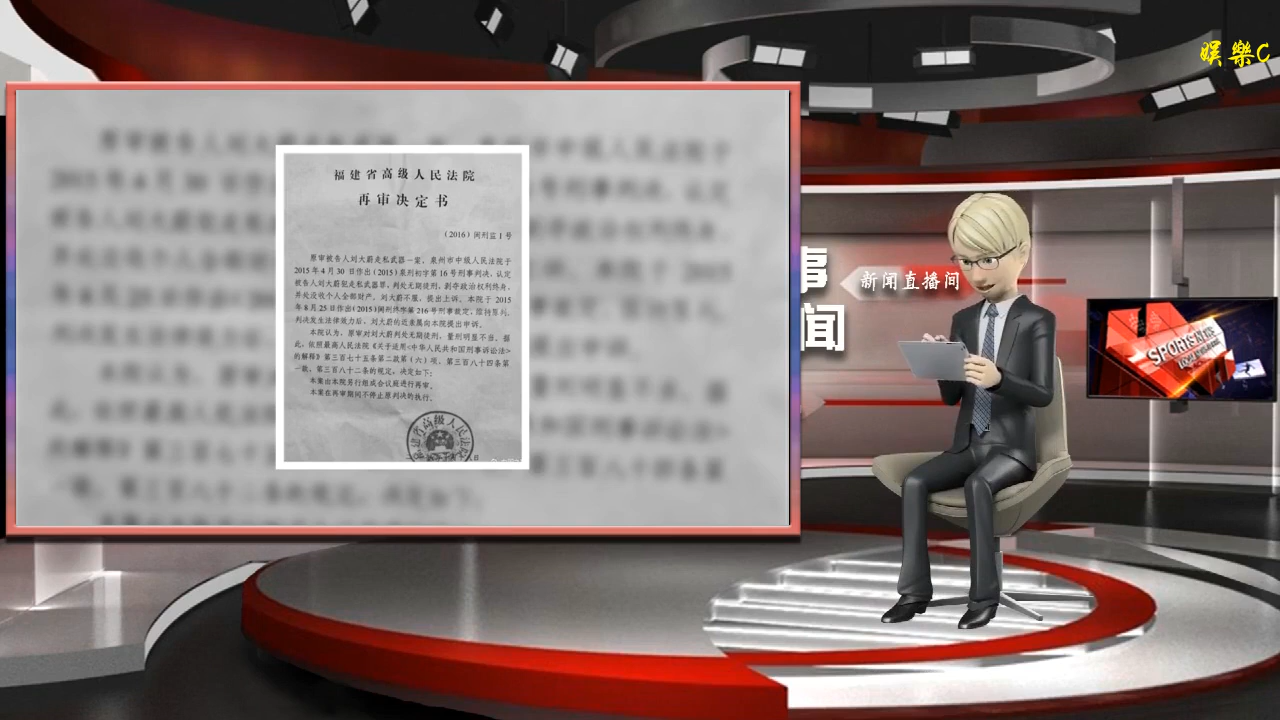 娱樂C
福建省高级人民法院
再审决定书
（2016）闽刑监1号
原审被告人刘大蔚走私武器一案，泉州市中级人民法院于
2015年4月30日作出（2015）泉刑初字第16号刑事判决，认定
被告人刘大蔚犯走私武器罪，判处无期徒刑，剥夺政治权利终身，
并处没收个人全部财产。刘大蔚不服，提出上诉。本院于2015
年8月25日作出（2015）闽刑终字第216号刑事裁定，维持原判。
判决发生法律效力后，刘大蔚的近亲属向本院提出申诉。
本院认为，原审对刘大蔚判处无期徒刑，量刑明显不当。据
此，依照最高人民法院《关于适用<中华人民共和国刑事诉讼法>
的解释》第三百七十五条第二款第（六）项、第三百八十四条第
一款、第三百八十二条的规定，决定如下：
本案由本院另行组成合议庭进行再审。
本案在再审期间不停止原判决的执行。
福建省高级人民法院
事
新闻直播间
闻
SPORTS